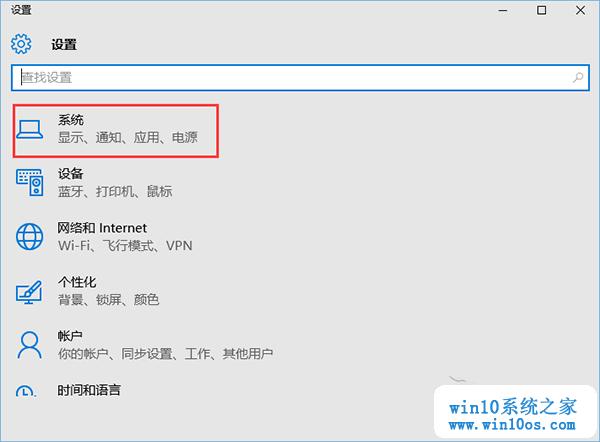 设置
设置
查找设置
系统
显示、通知、应用、电源
设备
蓝牙、打印机、鼠标
网络和 Internet
Wi-Fi、飞行模式、VPN
个性化
背景、锁屏、颜色
帐户
你的帐户、同步设置、工作、其他用户
时间和语言
win10系统之家
www.win10os.com